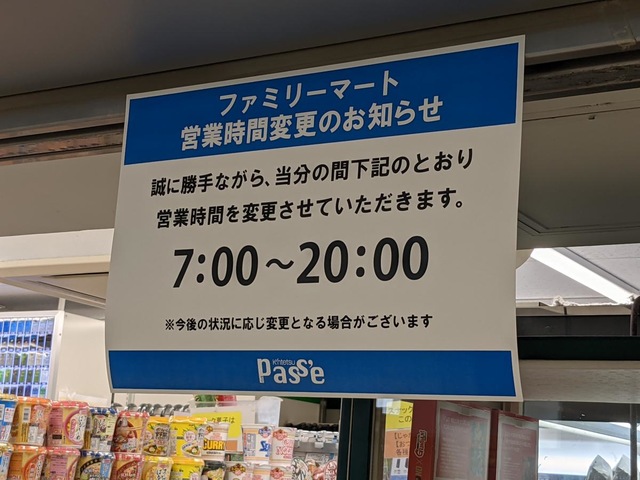 ファミリーマート
営業時間変更のお知らせ
誠に勝手ながら、当分の間下記のとおり
営業時間を変更させていただきます。
7:00～20:00
※今後の状況に応じ変更となる場合がございます
Kintetsu
pass'e